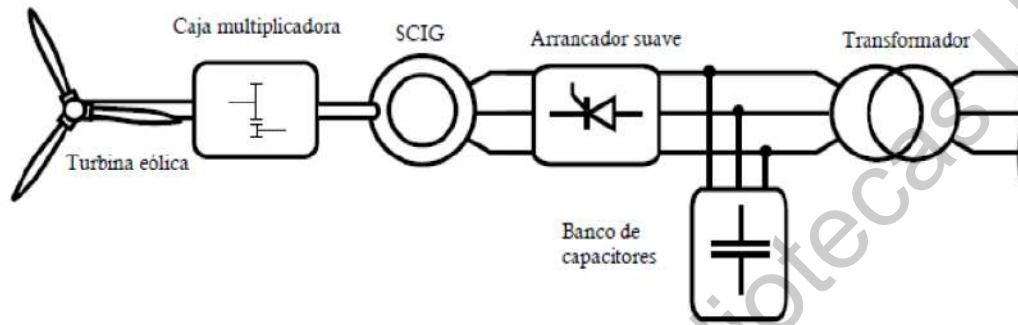 Caja multiplicadora
SCIG
Arrancador suave
Transformador
Turbina eólica
Banco de
capacitores